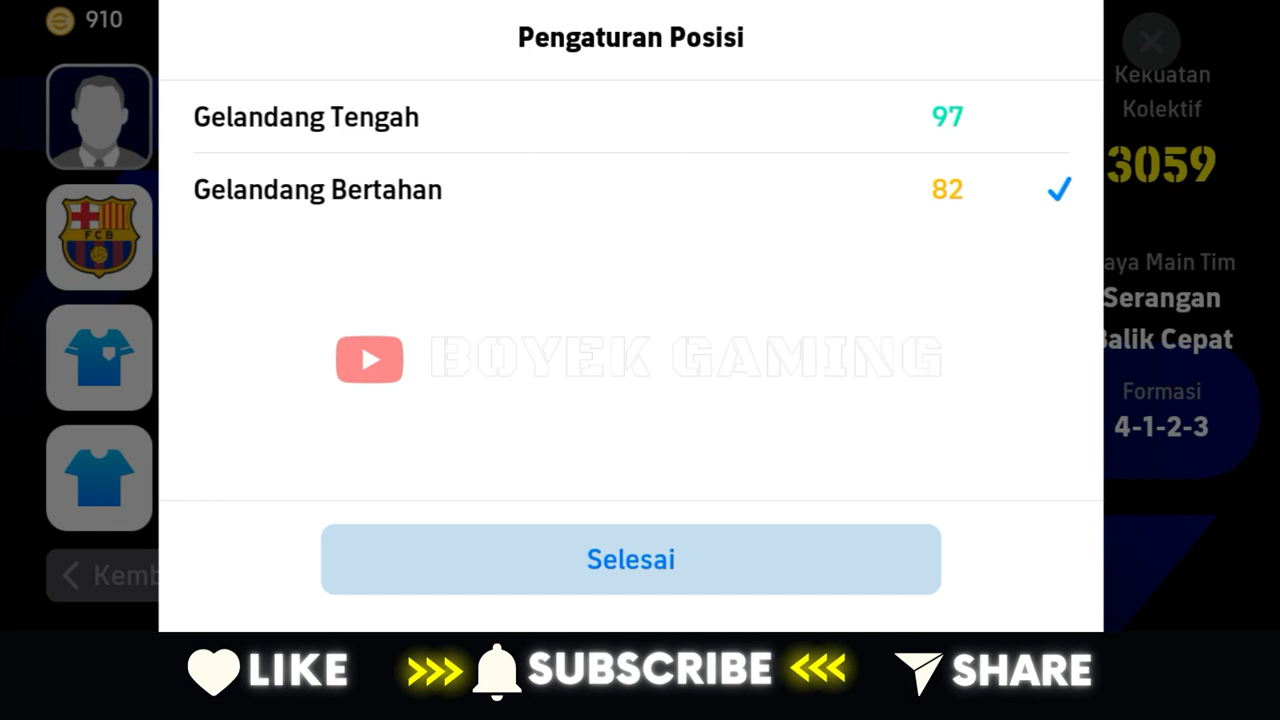 910
Pengaturan Posisi
Gelandang Tengah 97
Gelandang Bertahan 82
FCB
BOYEK GAMING
Selesai
Kekuatan
Kolektif
3059
aya Main Tim
Serangan
Balik Cepat
Formasi
4-1-2-3
Kemb
LIKE >>> SUBSCRIBE <<< SHARE